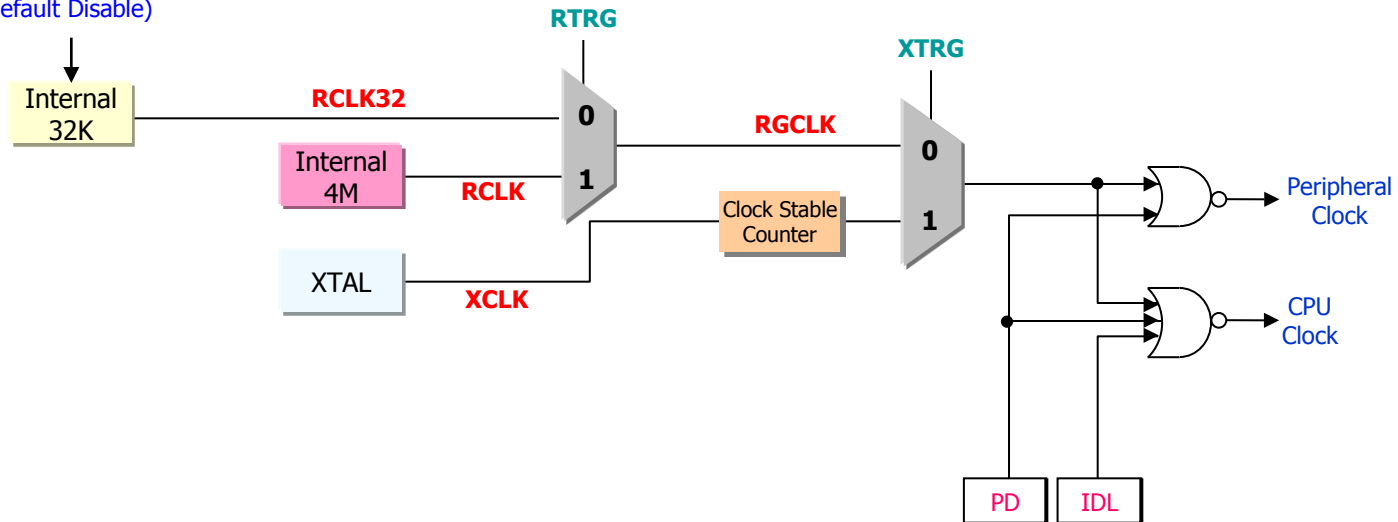 efault Disable)
RTRG
XTRG
Internal
32K
RCLK32
0
RGCLK
0
Internal
4M
RCLK
1
Clock Stable
Counter
1
Peripheral
Clock
XTAL
XCLK
CPU
Clock
PD
IDL